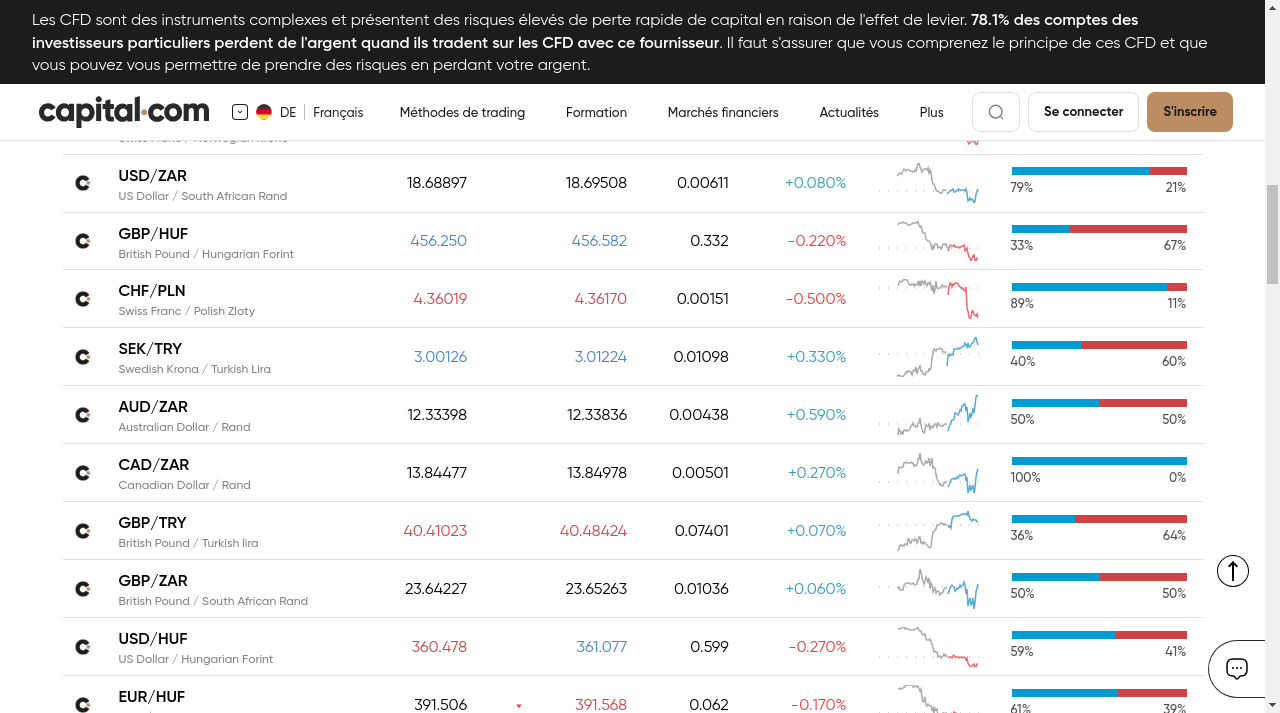 Les CFD sont des instruments complexes et présentent des risques élevés de perte rapide de capital en raison de l'effet de levier. 78.1% des comptes des
investisseurs particuliers perdent de l'argent quand ils tradent sur les CFD avec ce fournisseur. Il faut s'assurer que vous comprenez le principe de ces CFD et que
vous pouvez vous permettre de prendre des risques en perdant votre argent.
capital.com DE Français Méthodes de trading Formation Marchés financiers Actualités Plus Se connecter S'inscrire
USD/ZAR 18.68897 18.69508 0.00611 +0.080%
US Dollar / South African Rand 79% 21%
GBP/HUF 456.250 456.582 0.332 -0.220%
British Pound / Hungarian Forint 33% 67%
CHF/PLN 4.36019 4.36170 0.00151 -0.500%
Swiss Franc / Polish Zloty 89% 11%
SEK/TRY 3.00126 3.01224 0.01098 +0.330%
Swedish Krona / Turkish Lira 40% 60%
AUD/ZAR 12.33398 12.33836 0.00438 +0.590%
Australian Dollar / Rand 50% 50%
CAD/ZAR 13.84477 13.84978 0.00501 +0.270%
Canadian Dollar / Rand 100% 0%
GBP/TRY 40.41023 40.48424 0.07401 +0.070%
British Pound / Turkish lira 36% 64%
GBP/ZAR 23.64227 23.65263 0.01036 +0.060%
British Pound / South African Rand 50% 50%
USD/HUF 360.478 361.077 0.599 -0.270%
US Dollar / Hungarian Forint 59% 41%
EUR/HUF 391.506 391.568 0.062 -0.170%
61% 39%